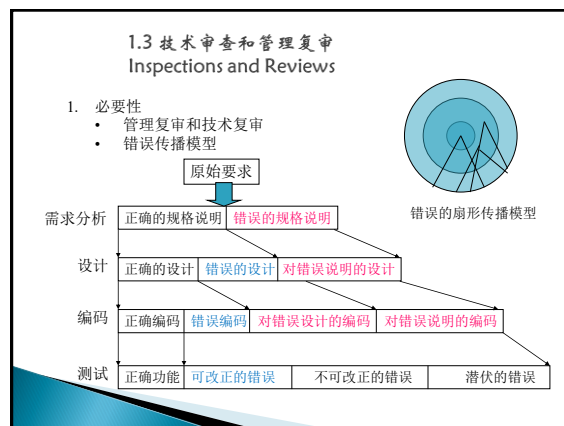 1.3 技术审查和管理复审
Inspections and Reviews
1. 必要性
• 管理复审和技术复审
• 错误传播模型
原始要求
错误的扇形传播模型
需求分析 正确的规格说明 错误的规格说明
设计 正确的设计 错误的设计 对错误说明的设计
编码 正确编码 错误编码 对错误设计的编码 对错误说明的编码
测试 正确功能 可改正的错误 不可改正的错误 潜伏的错误